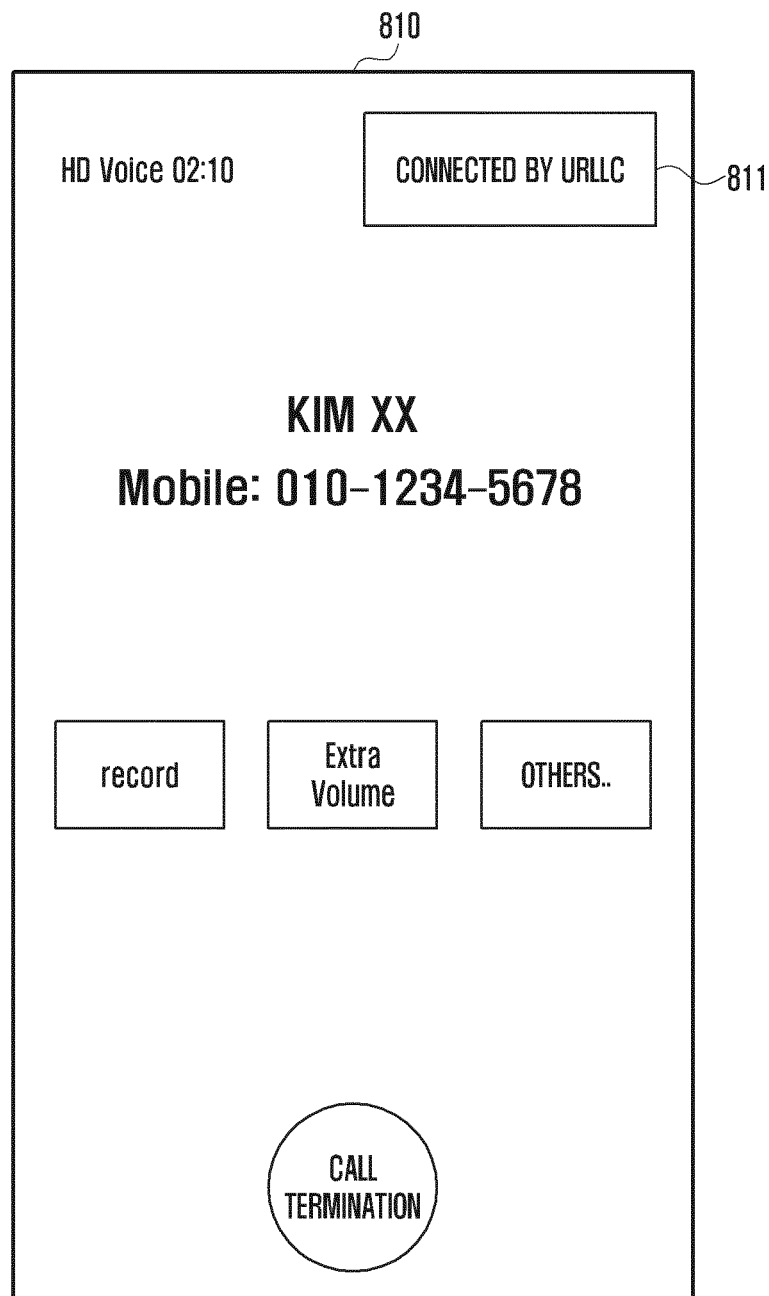 810
HD Voice 02:10
CONNECTED BY URLLC
811
KIM XX
Mobile: 010-1234-5678
record
Extra
Volume
OTHERS..
CALL
TERMINATION